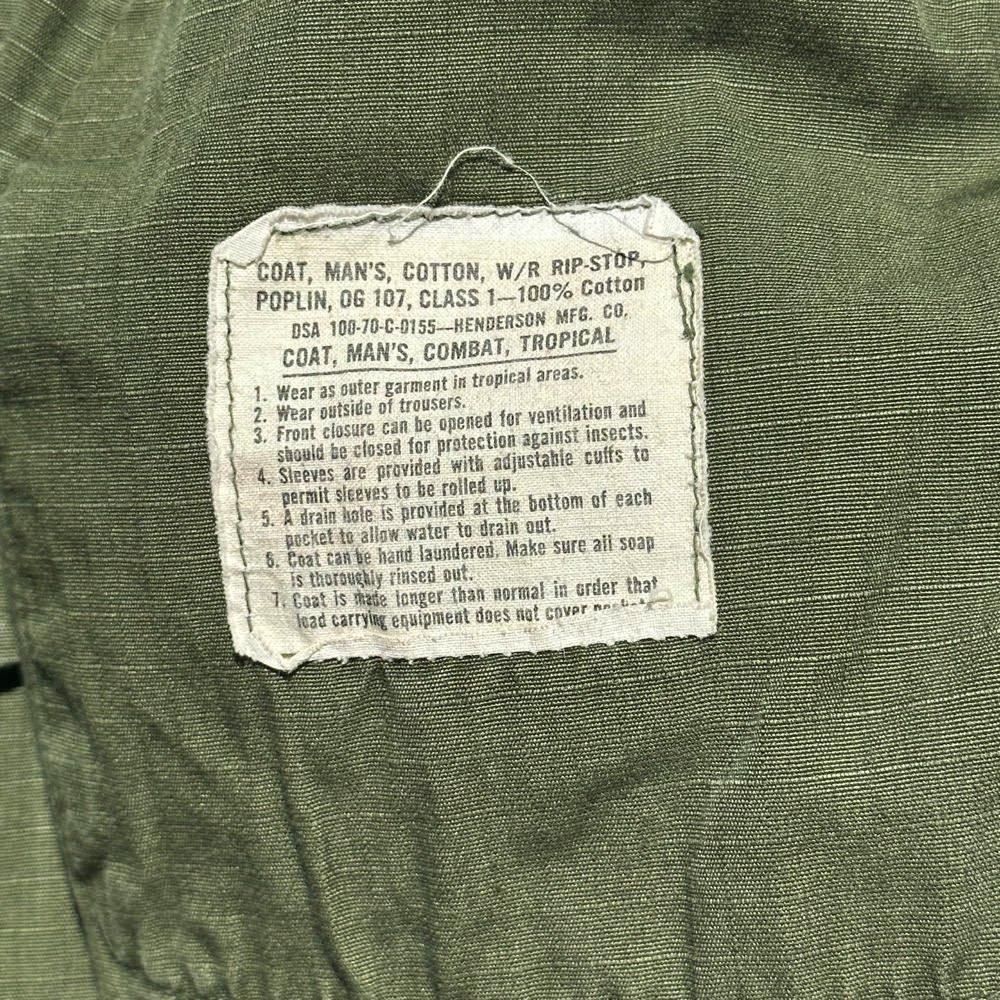 COAT, MAN'S, COTTON, W/R RIP-STOP,
POPLIN, OG 107, CLASS 1—100% Cotton
DSA 100-70-C-0155—HENDERSON MFG. CO.
COAT, MAN'S, COMBAT, TROPICAL
1. Wear as outer garment in tropical areas.
2. Wear outside of trousers.
3. Front closure can be opened for ventilation and
should be closed for protection against insects.
4. Sleeves are provided with adjustable cuffs to
permit sleeves to be rolled up.
5. A drain hole is provided at the bottom of each
pocket to allow water to drain out.
6. Coat can be hand laundered. Make sure all soap
is thoroughly rinsed out.
7. Coat is made longer than normal in order that
load carrying equipment does not cover